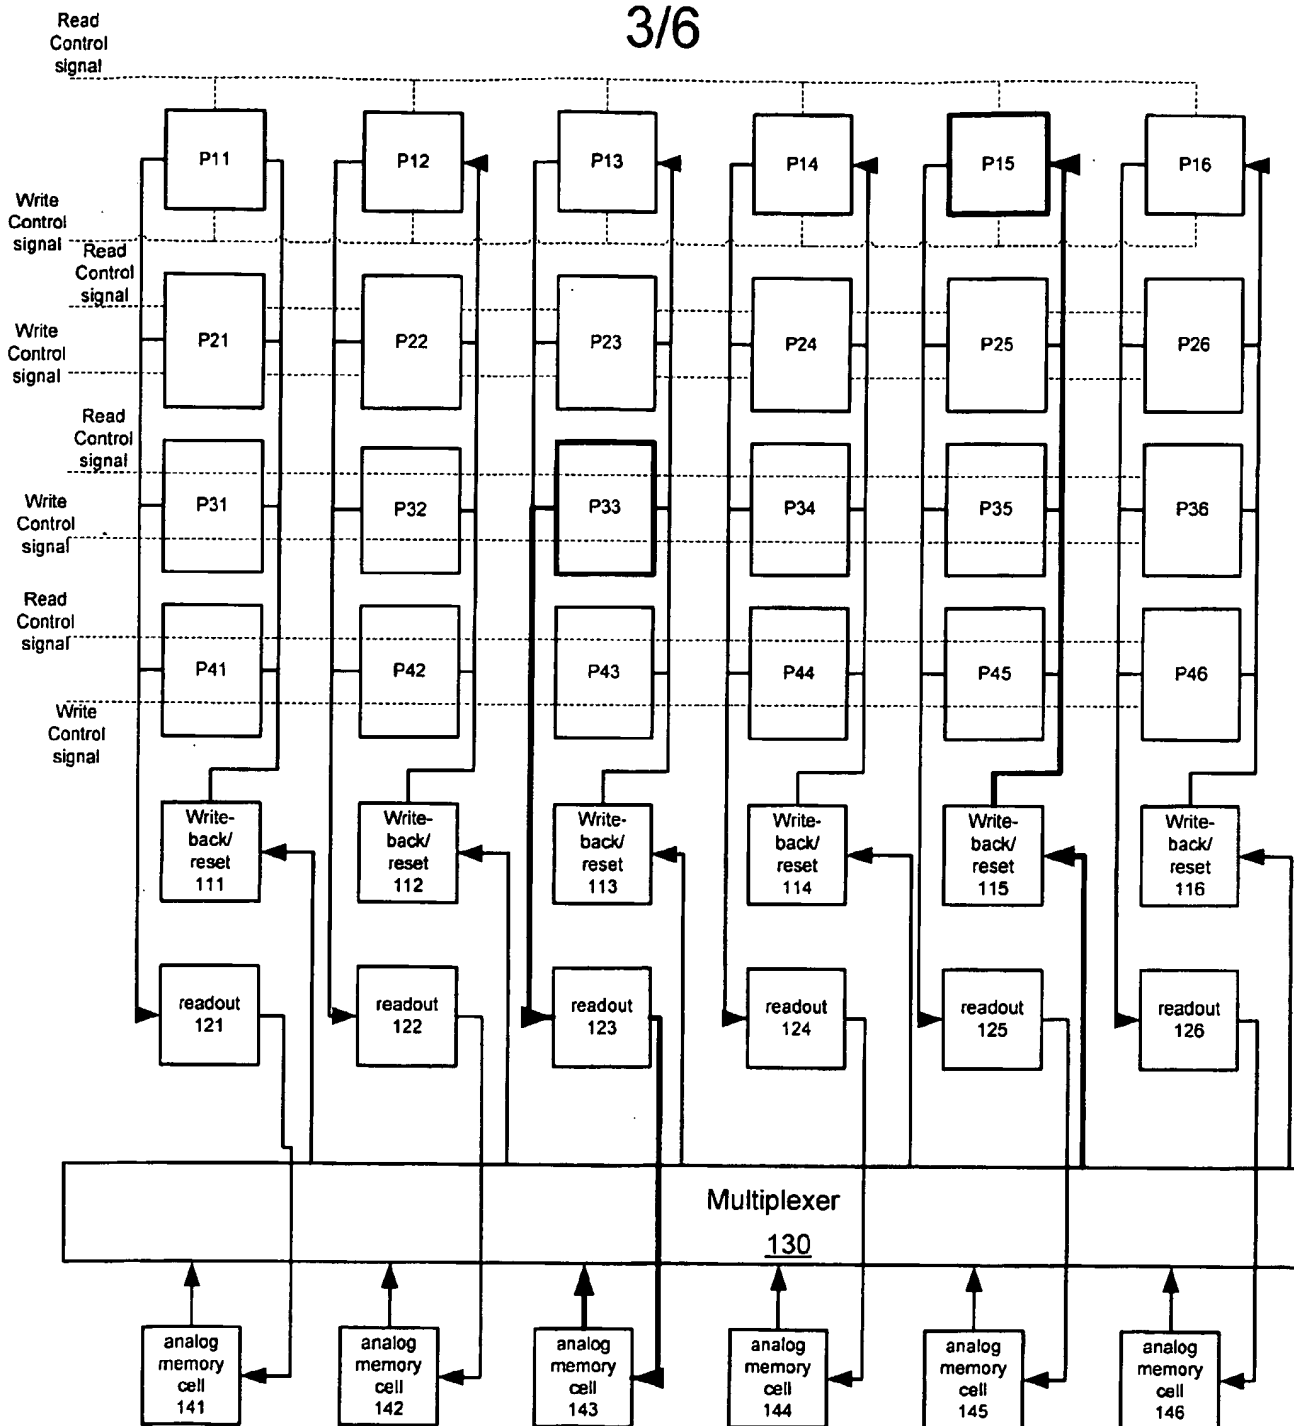 3/6
Read
Control
signal
P11 P12 P13 P14 P15 P16
Write
Control
signal
Read
Control
signal
P21 P22 P23 P24 P25 P26
Write
Control
signal
Read
Control
signal
P31 P32 P33 P34 P35 P36
Write
Control
signal
Read
Control
signal
P41 P42 P43 P44 P45 P46
Write
Control
signal
Write-
back/
reset
111
Write-
back/
reset
112
Write-
back/
reset
113
Write-
back/
reset
114
Write-
back/
reset
115
Write-
back/
reset
116
readout
121
readout
122
readout
123
readout
124
readout
125
readout
126
Multiplexer
130
analog
memory
cell
141
analog
memory
cell
142
analog
memory
cell
143
analog
memory
cell
144
analog
memory
cell
145
analog
memory
cell
146